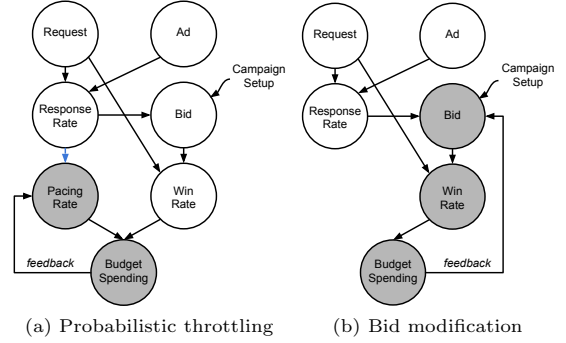 Request
Ad
Campaign
Setup
Response
Rate
Bid
Pacing
Rate
Win
Rate
feedback
Budget
Spending
(a) Probabilistic throttling
Request
Ad
Campaign
Setup
Response
Rate
Bid
Win
Rate
Budget
Spending
feedback
(b) Bid modification